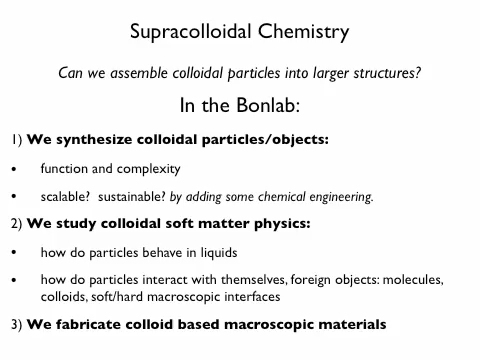 Supracolloidal Chemistry
Can we assemble colloidal particles into larger structures?
In the Bonlab:
1) We synthesize colloidal particles/objects:
• function and complexity
• scalable? sustainable? by adding some chemical engineering.
2) We study colloidal soft matter physics:
• how do particles behave in liquids
• how do particles interact with themselves, foreign objects: molecules,
colloids, soft/hard macroscopic interfaces
3) We fabricate colloid based macroscopic materials